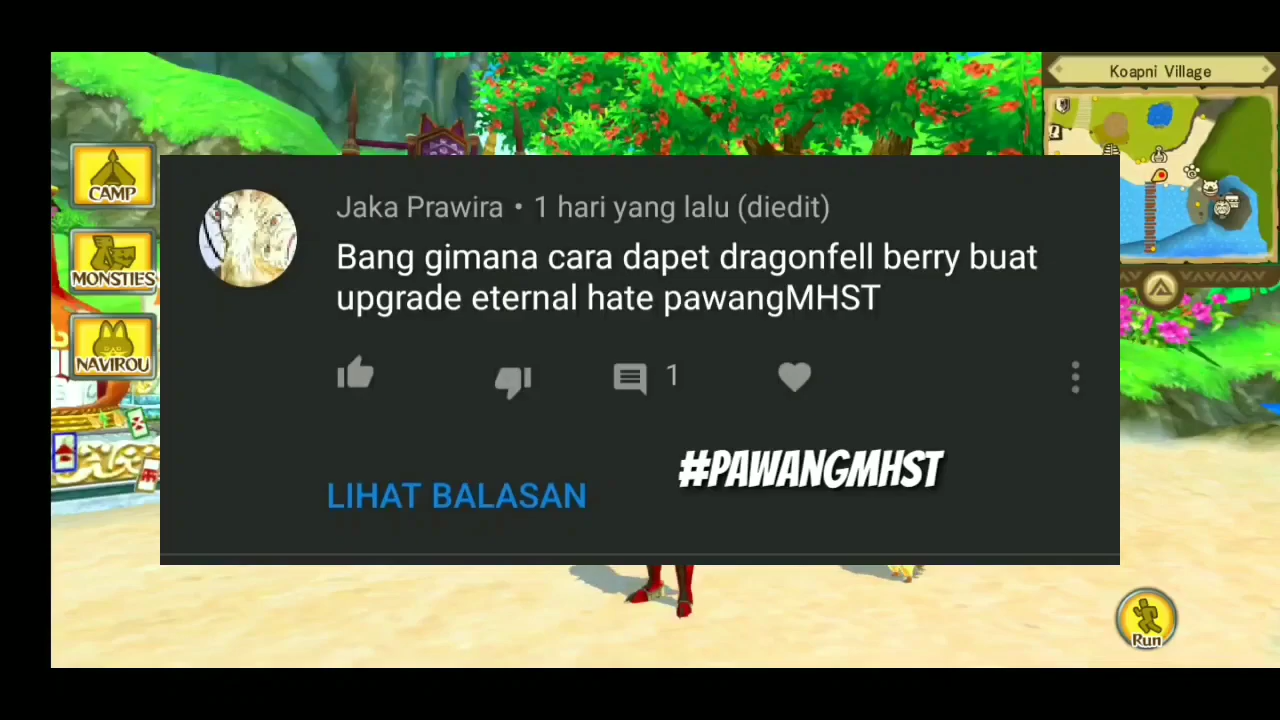 Koapni Village
CAMP
MONSTIES
NAVIROU
Jaka Prawira • 1 hari yang lalu (diedit)
Bang gimana cara dapet dragonfell berry buat
upgrade eternal hate pawangMHST
1
#PAWANGMHST
LIHAT BALASAN
Run